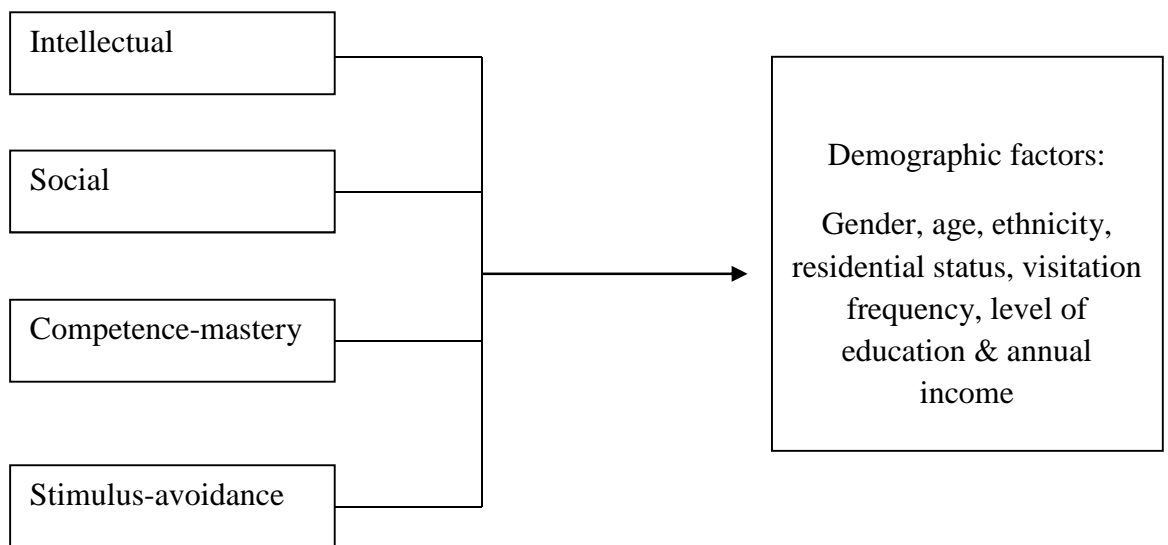 Intellectual
Social
Competence-mastery
Stimulus-avoidance
Demographic factors:
Gender, age, ethnicity,
residential status, visitation
frequency, level of
education & annual
income